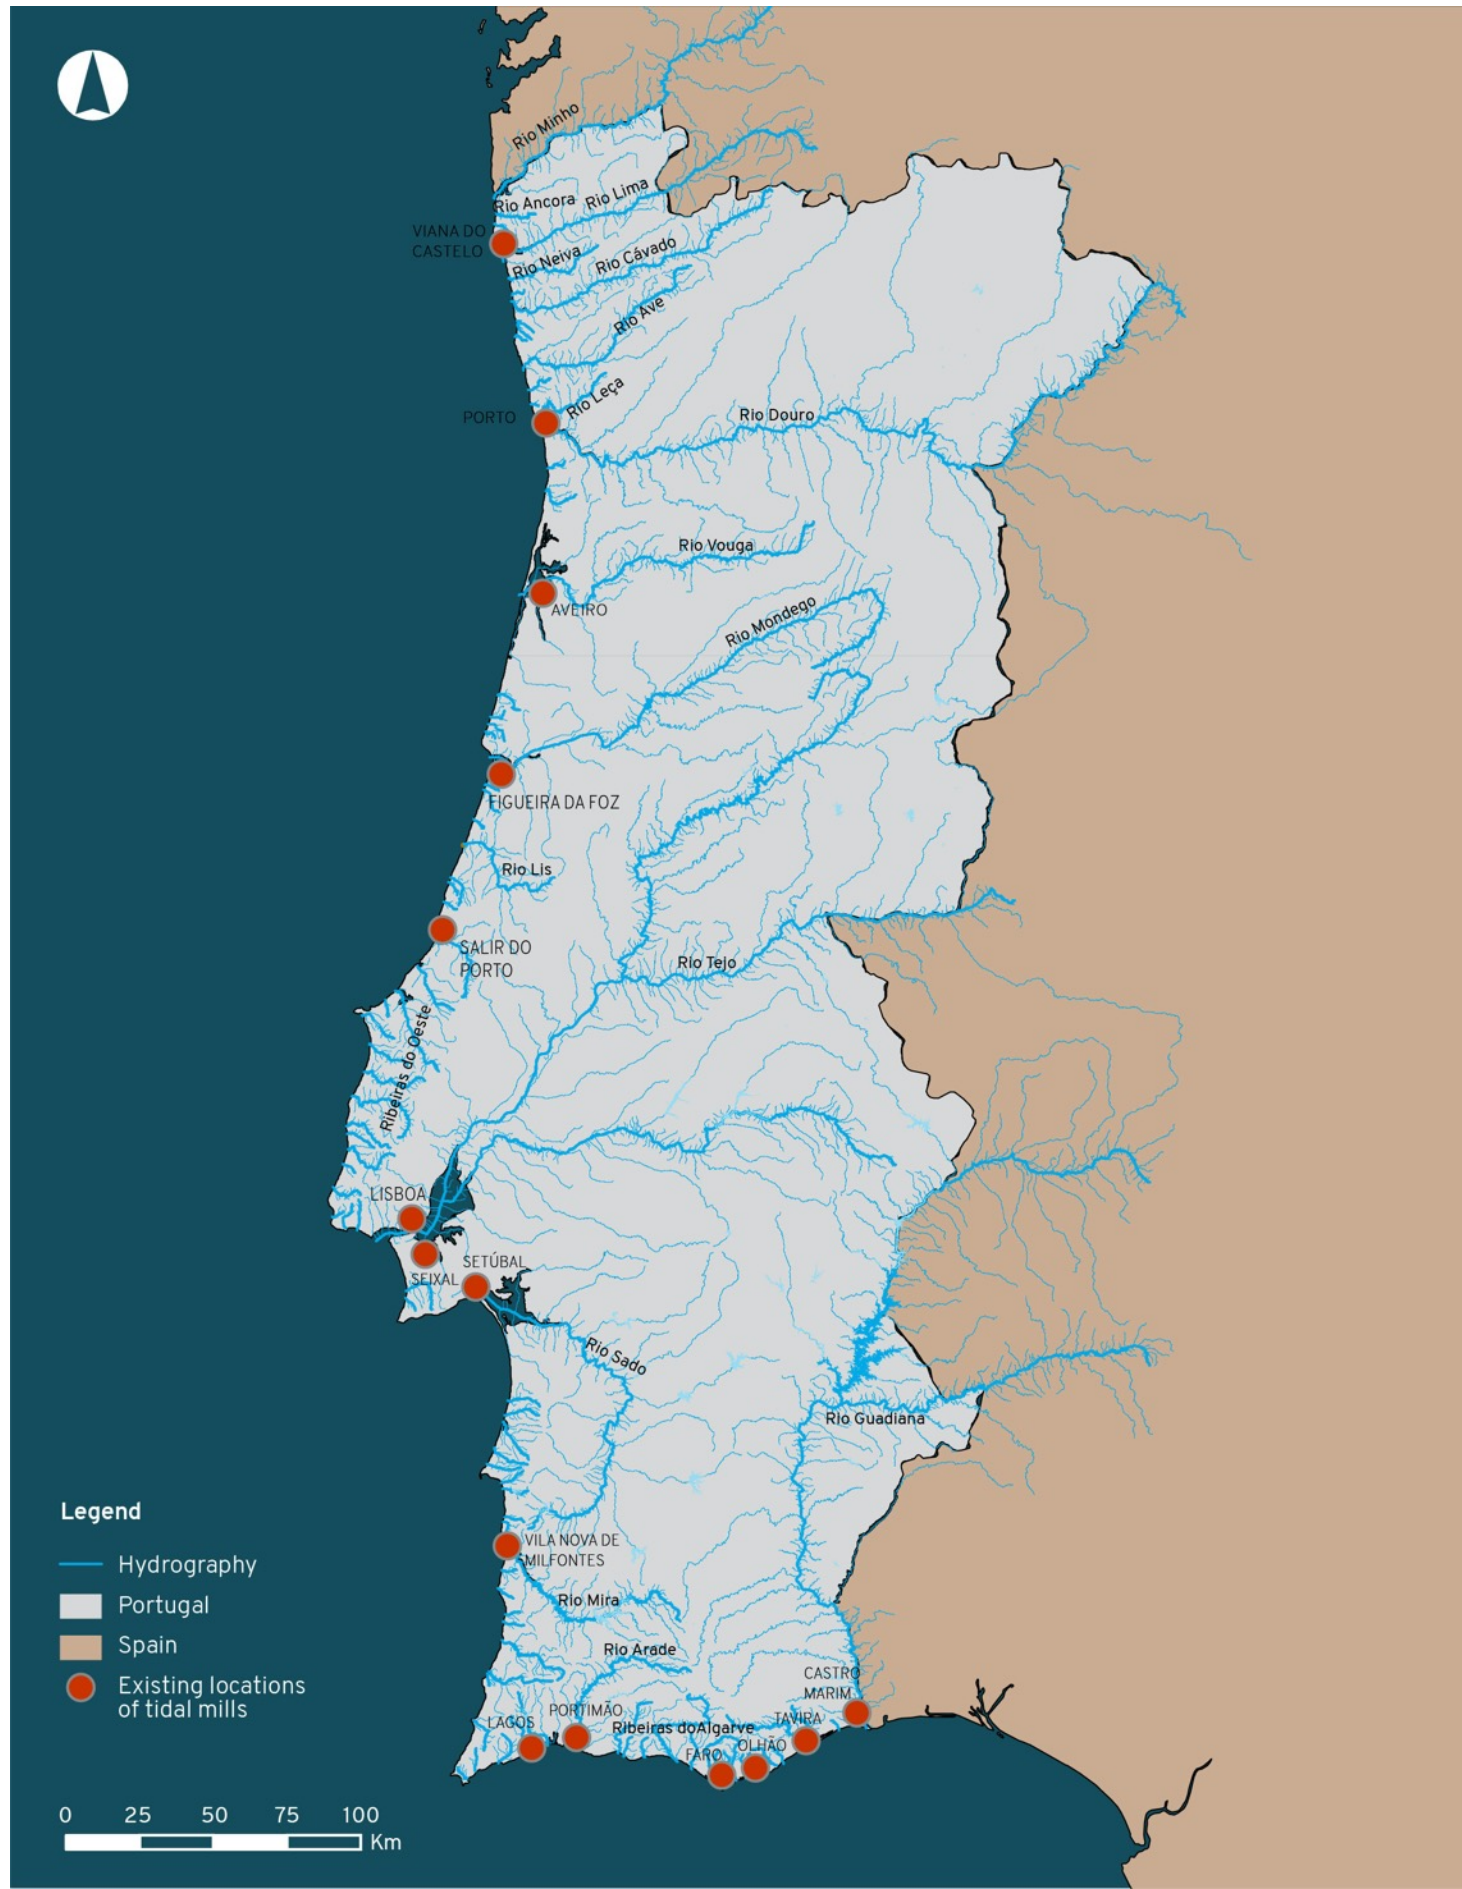 Rio Minho
Rio Ancora
Rio Lima
VIANA DO
CASTELO
Rio Neiva
Rio Cávado
Rio Ave
Rio Leça
PORTO
Rio Douro
Rio Vouga
AVEIRO
Rio Mondego
FIGUEIRA DA FOZ
Rio Lis
SALIR DO
PORTO
Rio Tejo
Ribeiras do Oeste
LISBOA
SETÚBAL
SEIXAL
Rio Sado
Rio Guadiana
VILA NOVA DE
MILFONTES
Rio Mira
Rio Arade
CASTRO
MARIM
PORTIMÃO
LAGOS
Ribeiras doAlgarve
TAVIRA
OLHÃO
FARO
Legend
Hydrography
Portugal
Spain
Existing locations
of tidal mills
0 25 50 75 100
Km